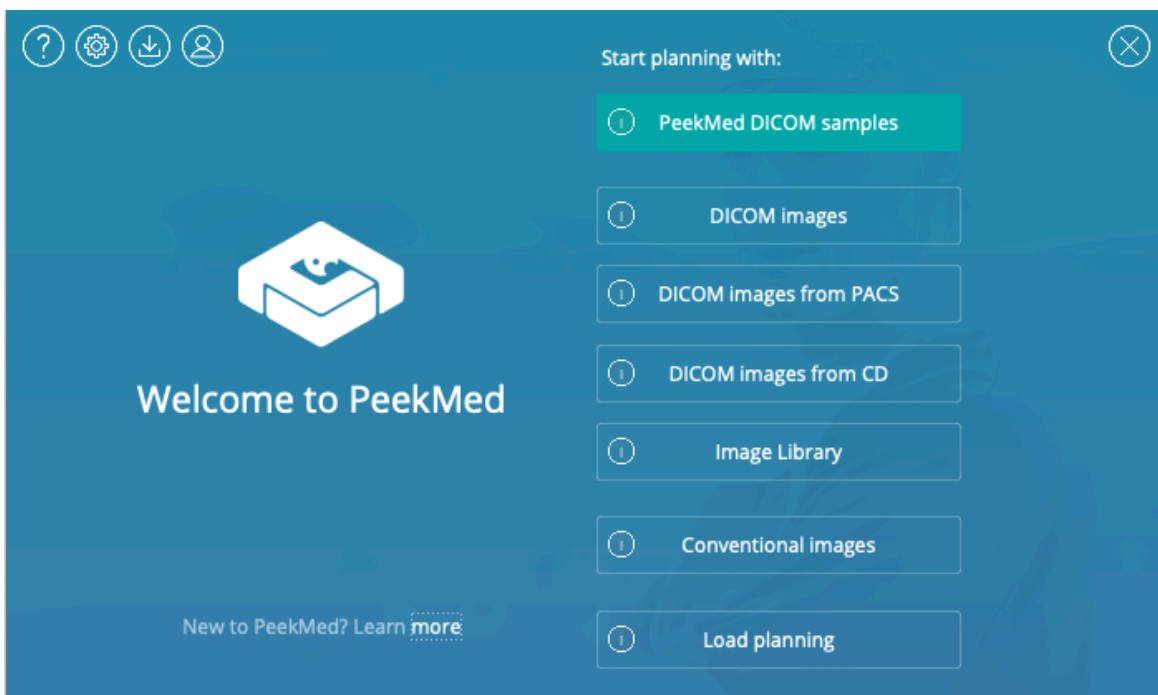 Start planning with:
PeekMed DICOM samples
DICOM images
DICOM images from PACS
DICOM images from CD
Image Library
Conventional images
Load planning
Welcome to PeekMed
New to PeekMed? Learn more